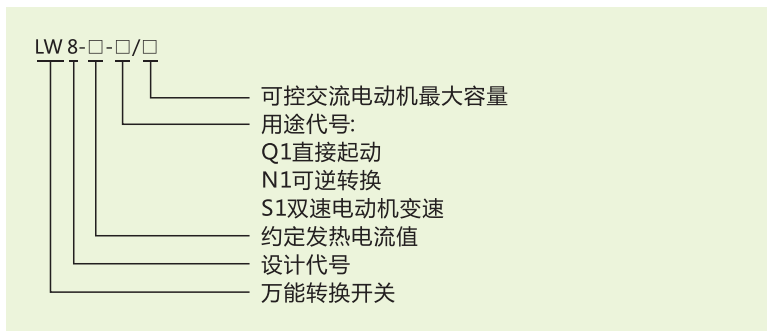 LW 8-□-□/□
可控交流电动机最大容量
用途代号:
Q1直接起动
N1可逆转换
S1双速电动机变速
约定发热电流值
设计代号
万能转换开关